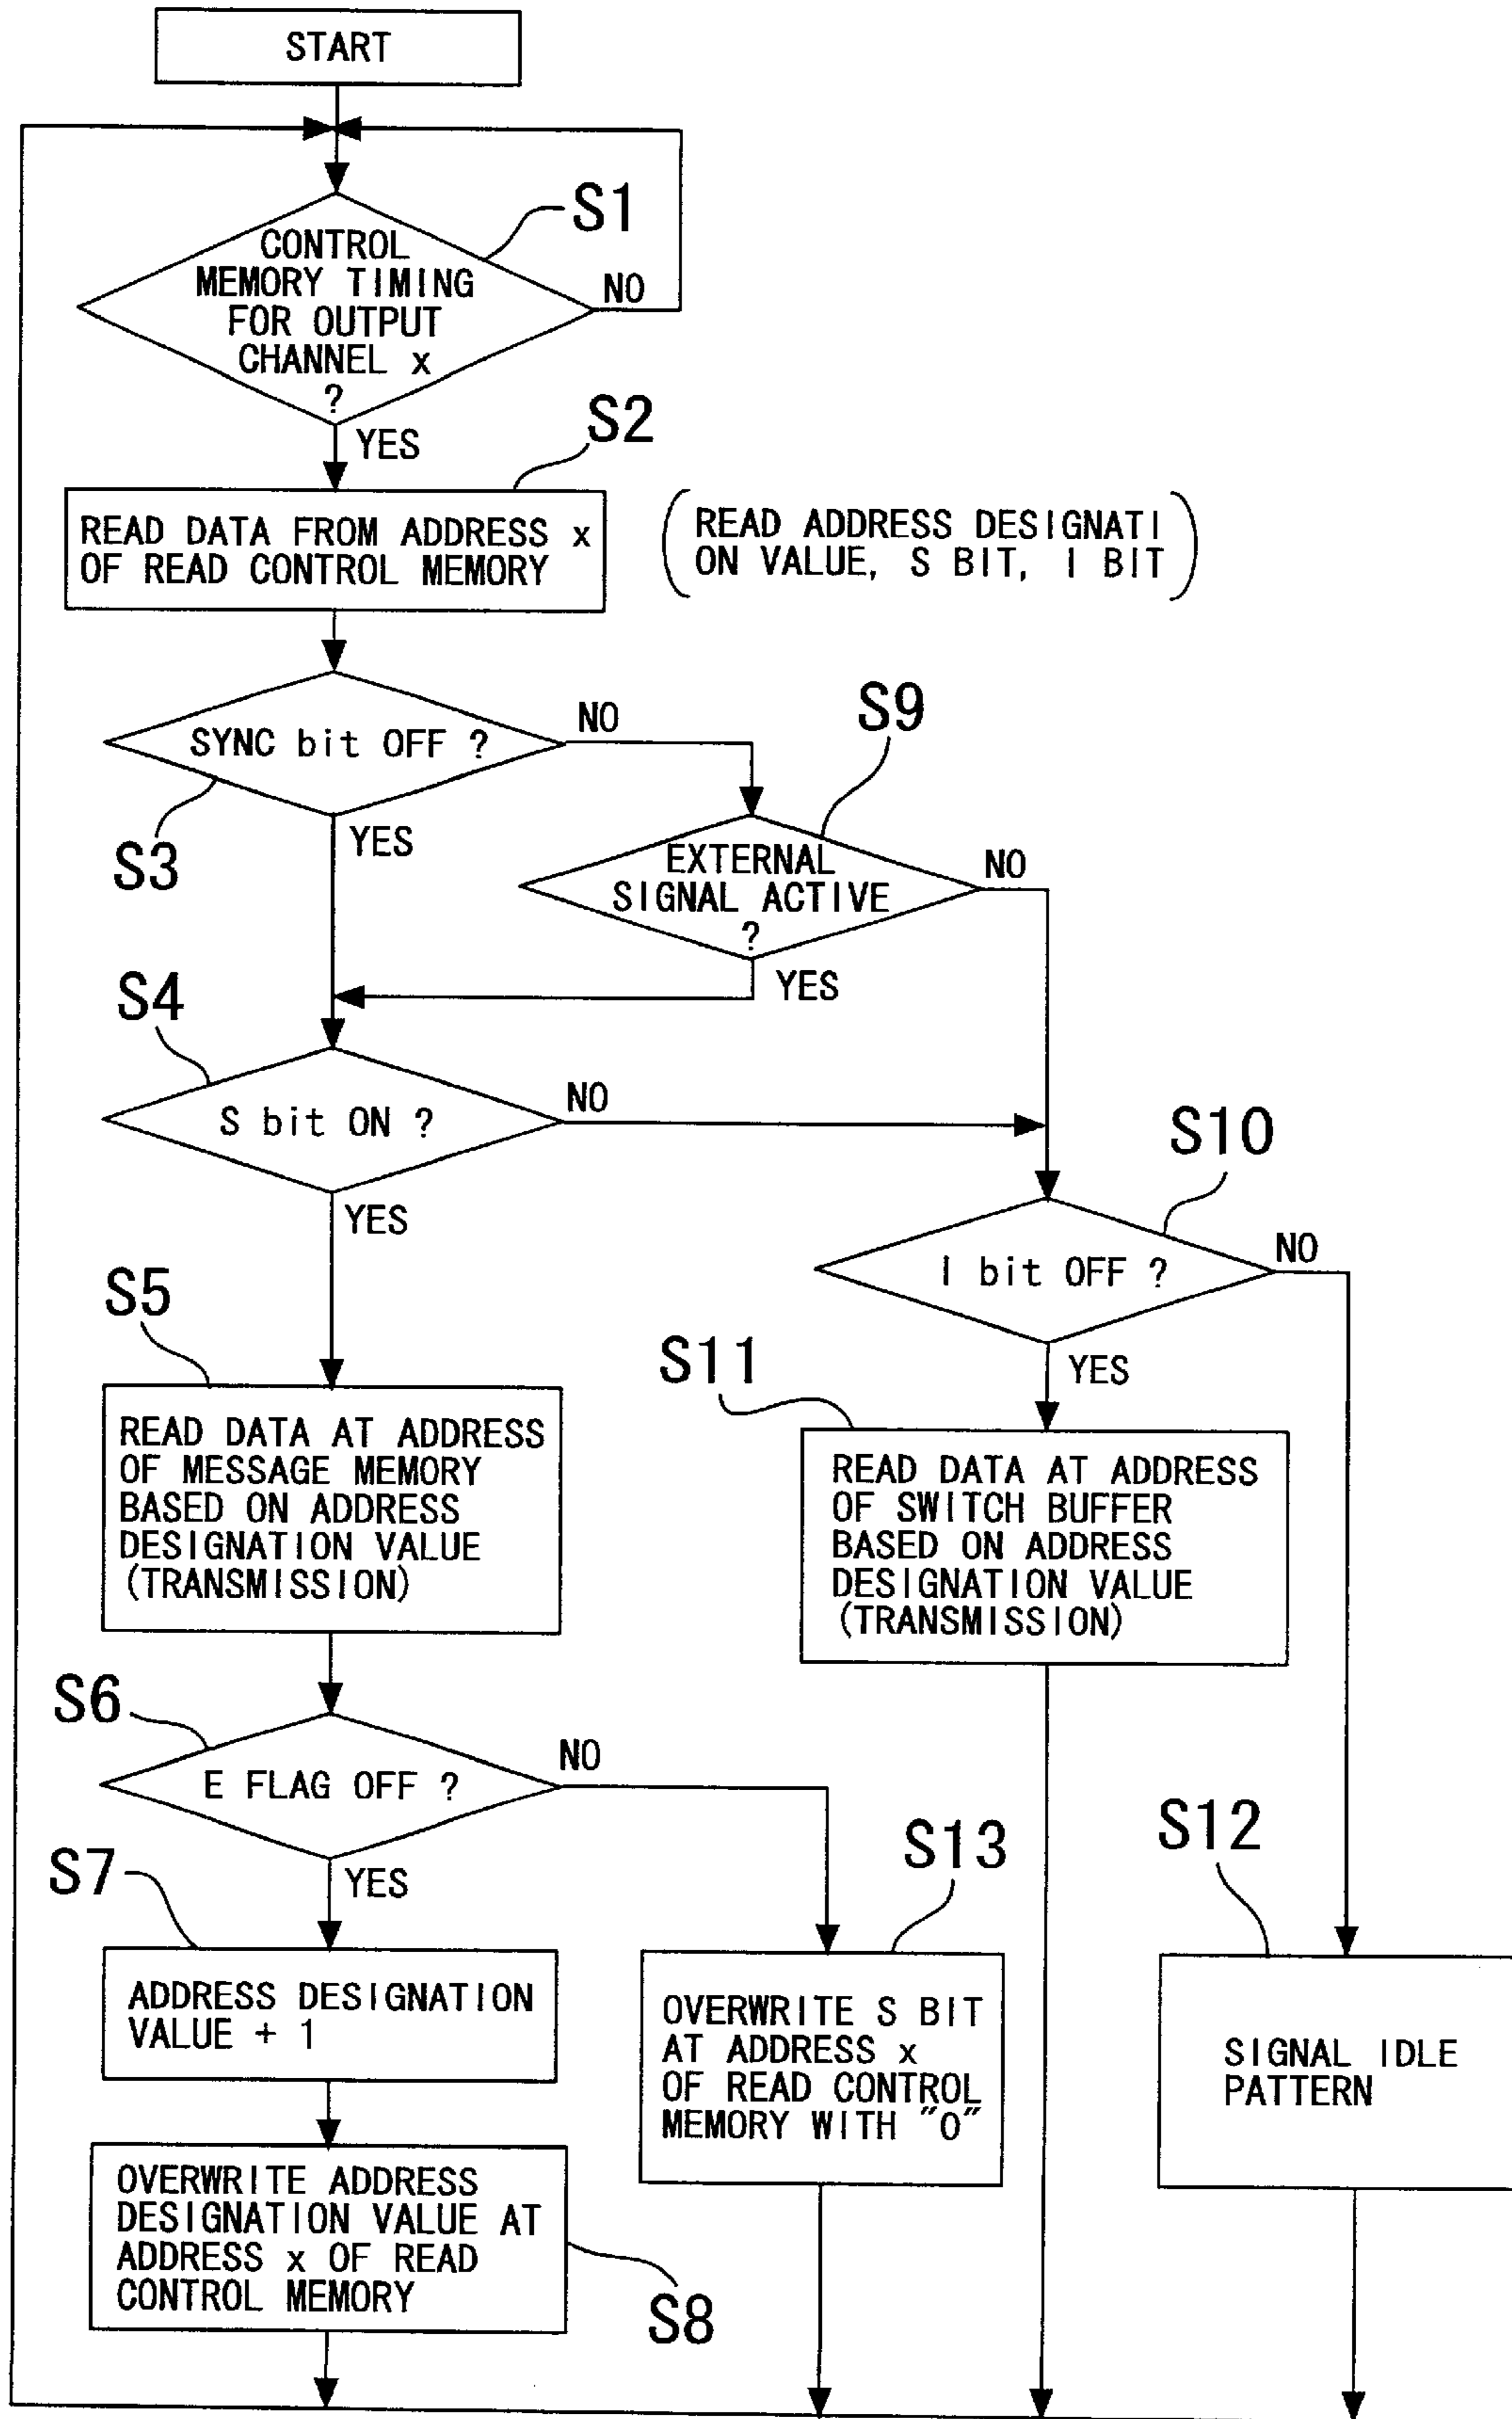 START
S1
CONTROL
MEMORY TIMING
FOR OUTPUT
CHANNEL x
?
NO
YES
S2
READ DATA FROM ADDRESS x
OF READ CONTROL MEMORY
READ ADDRESS DESIGNATI
ON VALUE, S BIT, I BIT
SYNC bit OFF ?
NO
S3
YES
S9
EXTERNAL
SIGNAL ACTIVE
?
NO
YES
S4
S bit ON ?
NO
YES
S10
I bit OFF ?
NO
YES
S5
READ DATA AT ADDRESS
OF MESSAGE MEMORY
BASED ON ADDRESS
DESIGNATION VALUE
(TRANSMISSION)
S11
READ DATA AT ADDRESS
OF SWITCH BUFFER
BASED ON ADDRESS
DESIGNATION VALUE
(TRANSMISSION)
S6
E FLAG OFF ?
NO
YES
S7
ADDRESS DESIGNATION
VALUE + 1
S13
OVERWRITE S BIT
AT ADDRESS x
OF READ CONTROL
MEMORY WITH "0"
S12
SIGNAL IDLE
PATTERN
OVERWRITE ADDRESS
DESIGNATION VALUE AT
ADDRESS x OF READ
CONTROL MEMORY
S8